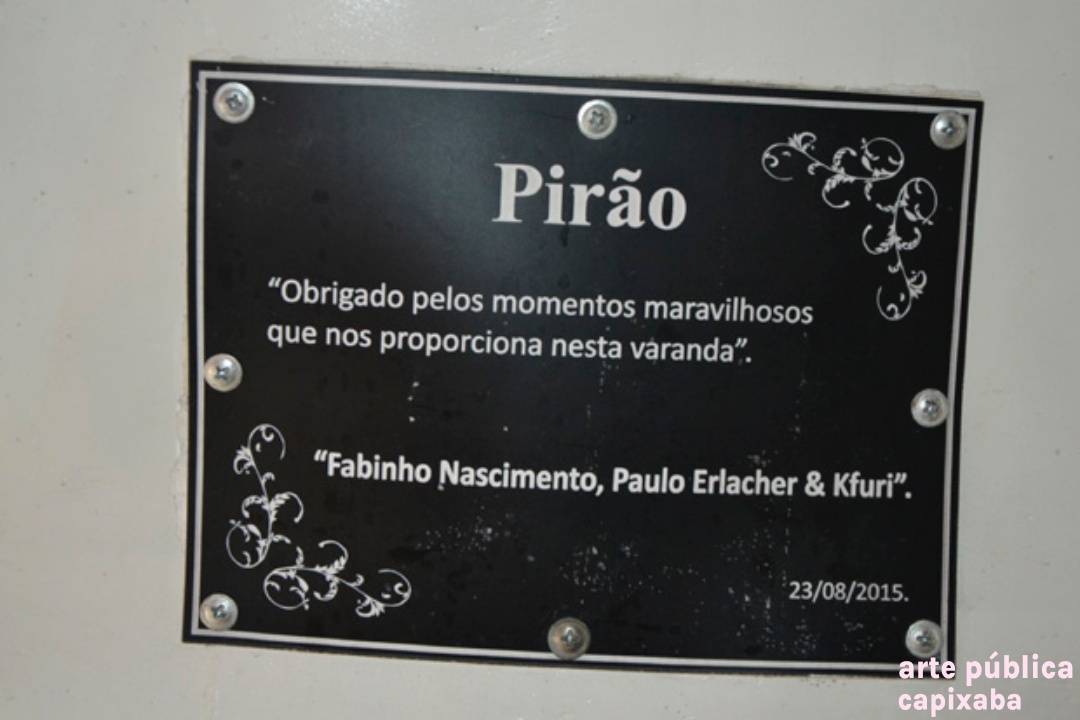 Pirão
“Obrigado pelos momentos maravilhosos
que nos proporciona nesta varanda”.
“Fabinho Nascimento, Paulo Erlacher & Kfuri”.
23/08/2015.
arte pública
capixaba